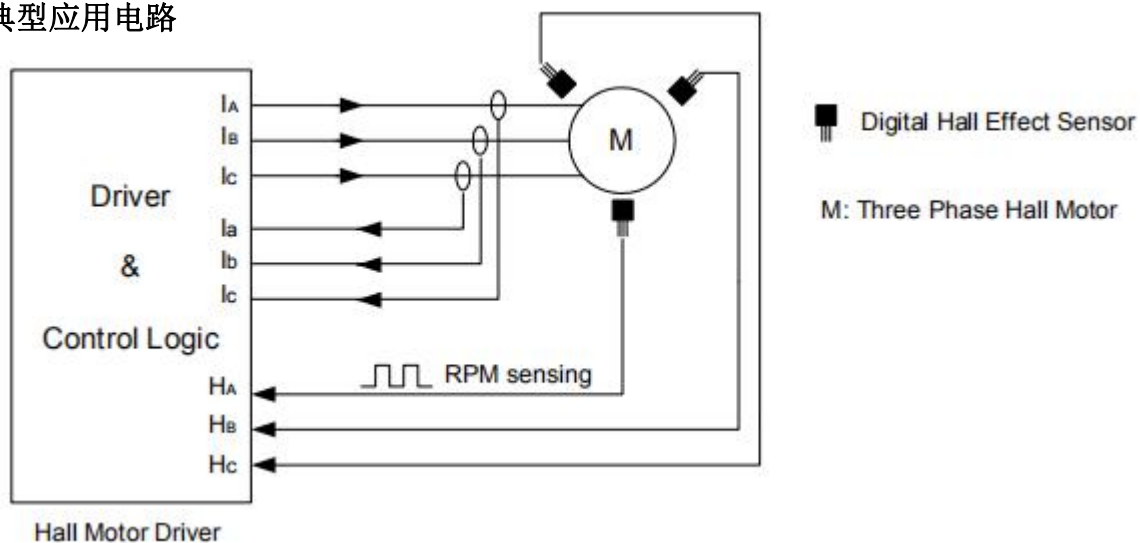 型应用电路
IA
IB
Ic
Driver
&
Control Logic
Ia
Ib
Ic
HA
HB
Hc
RPM sensing
M
Digital Hall Effect Sensor
M: Three Phase Hall Motor
Hall Motor Driver